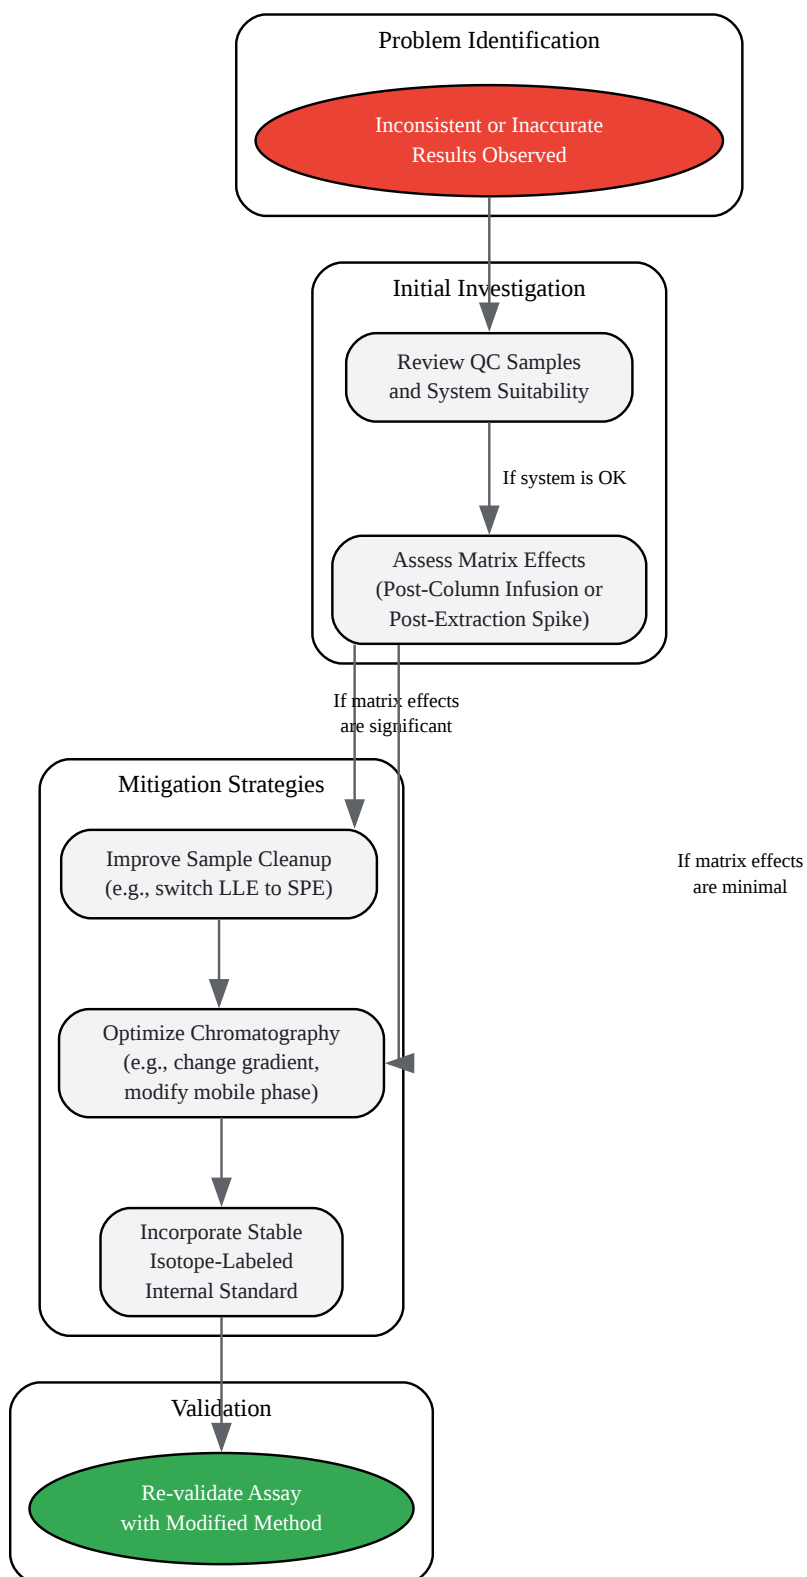 Problem Identification
Inconsistent or Inaccurate
Results Observed
Initial Investigation
Review QC Samples
and System Suitability
If system is OK
Assess Matrix Effects
(Post-Column Infusion or
Post-Extraction Spike)
If matrix effects
are significant
Mitigation Strategies
Improve Sample Cleanup
(e.g., switch LLE to SPE)
If matrix effects
are minimal
Optimize Chromatography
(e.g., change gradient,
modify mobile phase)
Incorporate Stable
Isotope-Labeled
Internal Standard
Validation
Re-validate Assay
with Modified Method